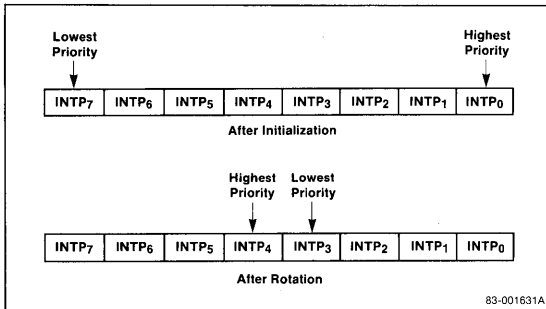 Lowest Priority
Highest Priority
INTP7 INTP6 INTP5 INTP4 INTP3 INTP2 INTP1 INTP0
After Initialization
Highest Priority
Lowest Priority
INTP7 INTP6 INTP5 INTP4 INTP3 INTP2 INTP1 INTP0
After Rotation
83-001631A